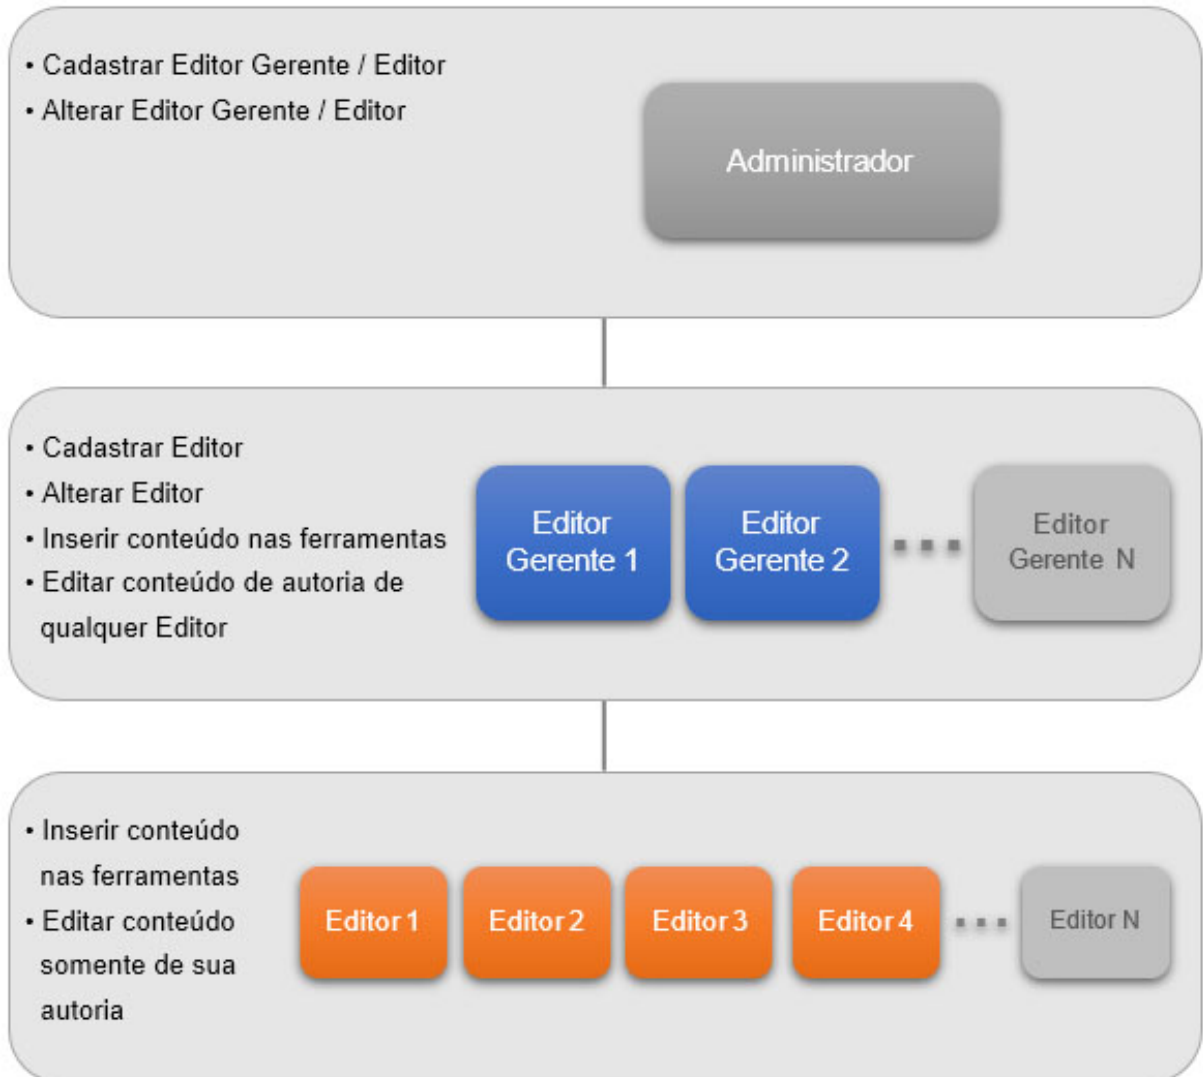 • Cadastrar Editor Gerente / Editor
• Alterar Editor Gerente / Editor
Administrador
• Cadastrar Editor
• Alterar Editor
• Inserir conteúdo nas ferramentas
• Editar conteúdo de autoria de
qualquer Editor
Editor
Gerente 1
Editor
Gerente 2
Editor
Gerente N
• Inserir conteúdo
nas ferramentas
• Editar conteúdo
somente de sua
autoria
Editor 1
Editor 2
Editor 3
Editor 4
Editor N